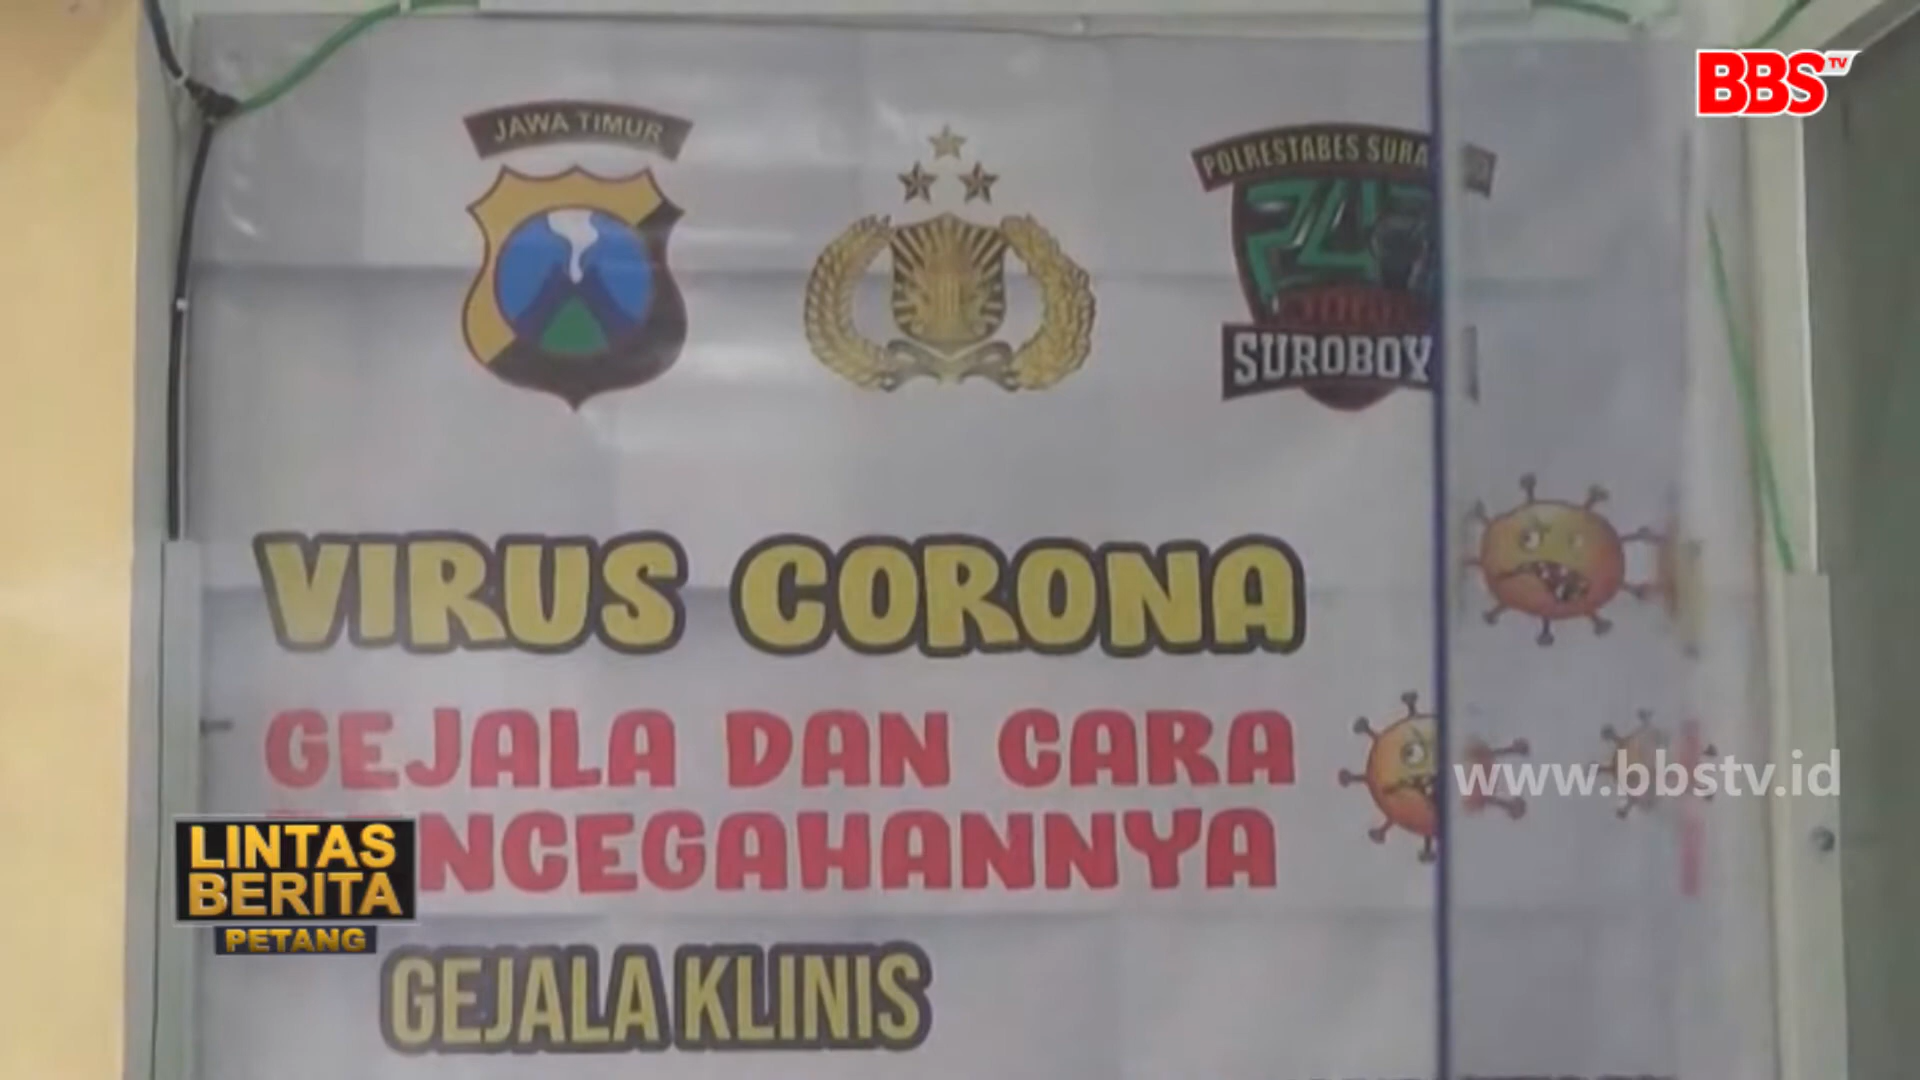 BBS TV
JAWA TIMUR
POLRESTABES SURA
SUROBOY
VIRUS CORONA
GEJALA DAN CARA
NCEGAHANNYA
www.bbstv.id
LINTAS
BERITA
PETANG
GEJALA KLINIS